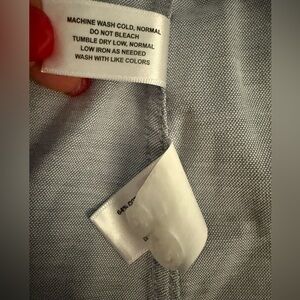 MACHINE WASH COLD, NORMAL
DO NOT BLEACH
TUMBLE DRY LOW, NORMAL
LOW IRON AS NEEDED
WASH WITH LIKE COLORS